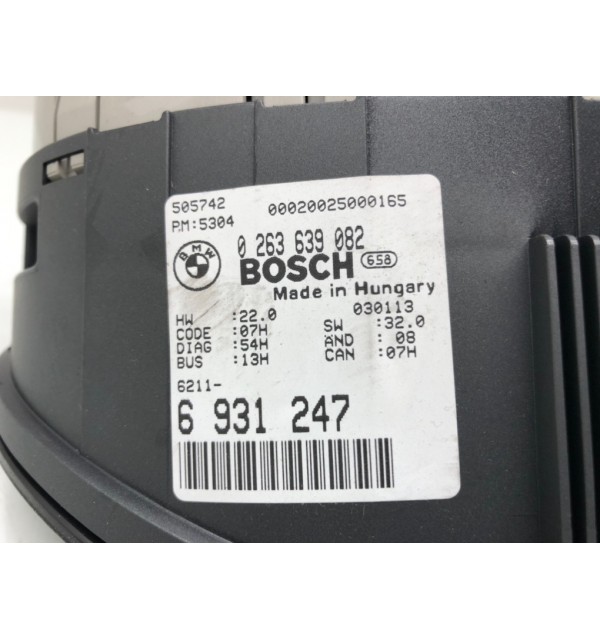 505742 00020025000165
PM:5304
BMW 0 263 639 082
BOSCH 658
Made in Hungary
HW :22.0 030113
CODE :07H SW :32.0
DIAG :54H AND : 08
BUS :13H CAN :07H
6211-
6 931 247